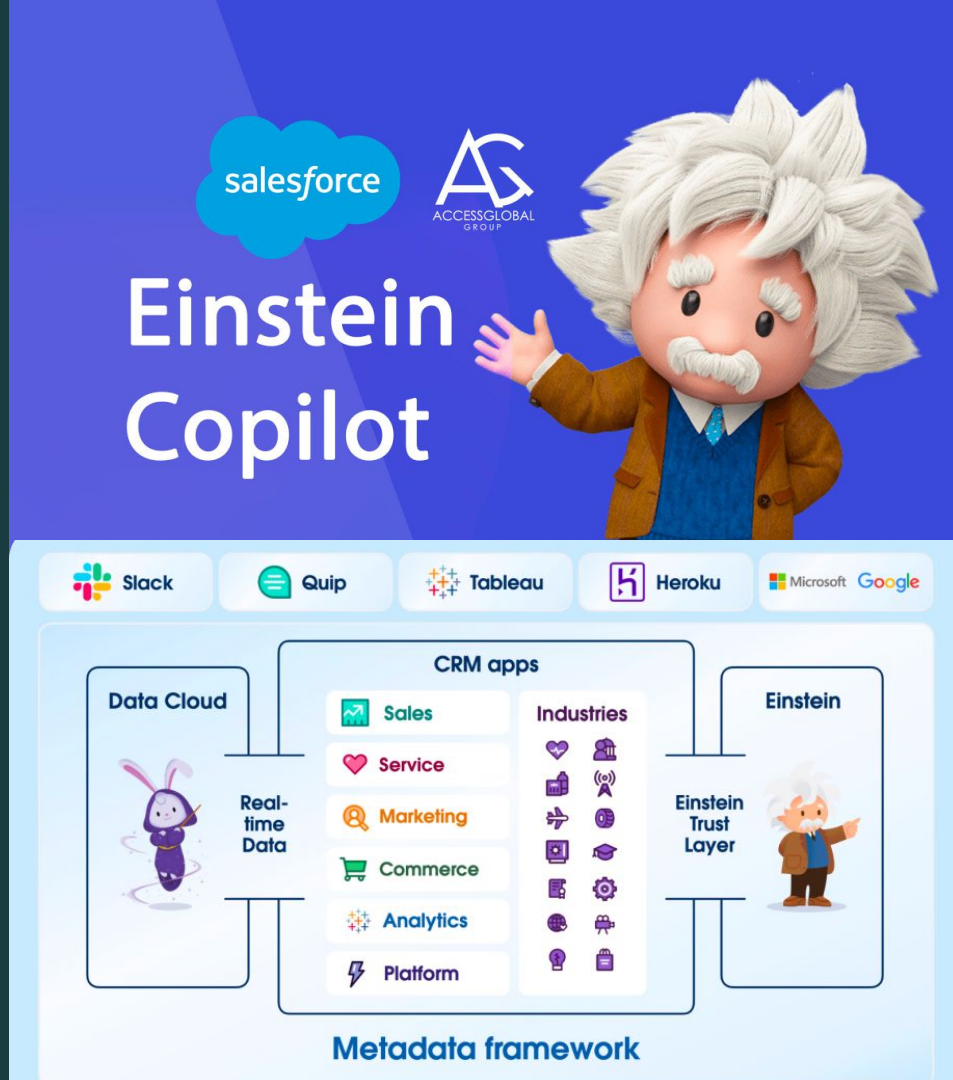 salesforce
AG
ACCESSGLOBAL
GROUP
Einstein
Copilot
Slack
Quip
Tableau
Heroku
Microsoft Google
CRM apps
Data Cloud
Einstein
Sales
Industries
Service
Real-
time
Data
Marketing
Einstein
Trust
Layer
Commerce
Analytics
Platform
Metadata framework